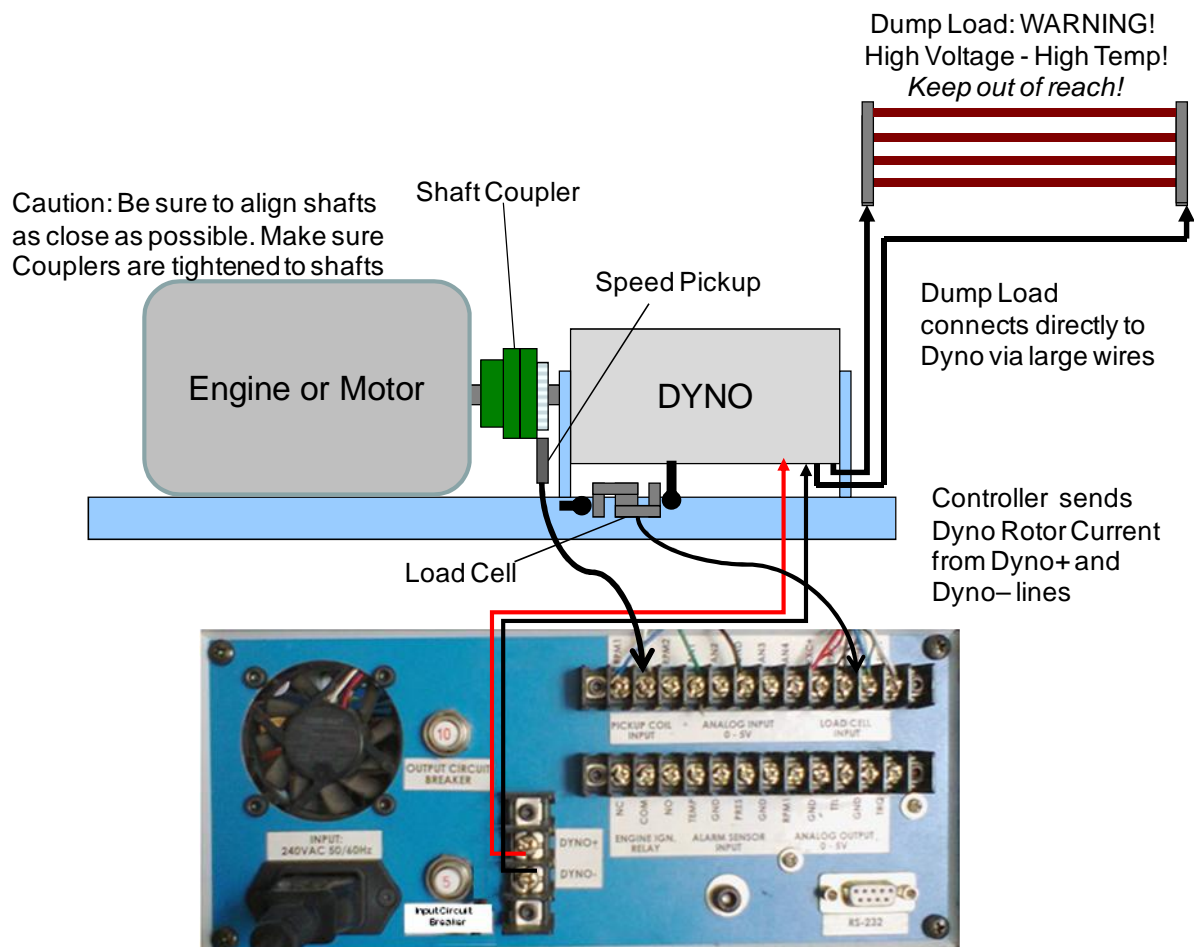 Dump Load: WARNING!
High Voltage - High Temp!
Keep out of reach!
Caution: Be sure to align shafts
as close as possible. Make sure
Couplers are tightened to shafts
Shaft Coupler
Speed Pickup
Dump Load
connects directly to
Dyno via large wires
Engine or Motor
DYNO
Controller sends
Dyno Rotor Current
from Dyno+ and
Dyno– lines
Load Cell
RPM1
RPM2
AN3
AN4
PICKUP COIL
INPUT
ANALOG INPUT
0 - 5V
LOAD CELL
INPUT
10
OUTPUT CIRCUIT
BREAKER
NC
COM
NO
TEMP
GND
PRES
GND
RPM1
GND
GND
TRQ
ENGINE IGN.
RELAY
ALARM SENSOR
INPUT
ANALOG OUTPUT
0 - 5V
DYNO+
DYNO-
INPUT:
240VAC 50/60Hz
5
Input Circuit
Breaker
RS-232